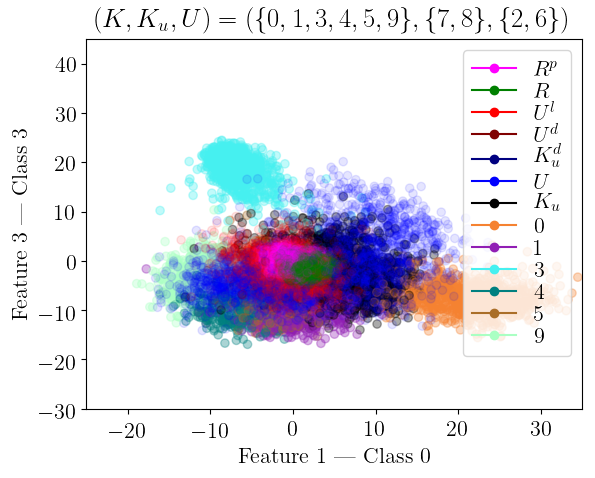 (K, K_u, U) = ({0, 1, 3, 4, 5, 9}, {7, 8}, {2, 6})
40
30
20
10
0
−10
−20
−30
Feature 3 — Class 3
R^p
R
U^l
U^d
K_u^d
U
K_u
0
1
3
4
5
9
−20
−10
0
10
20
30
Feature 1 — Class 0